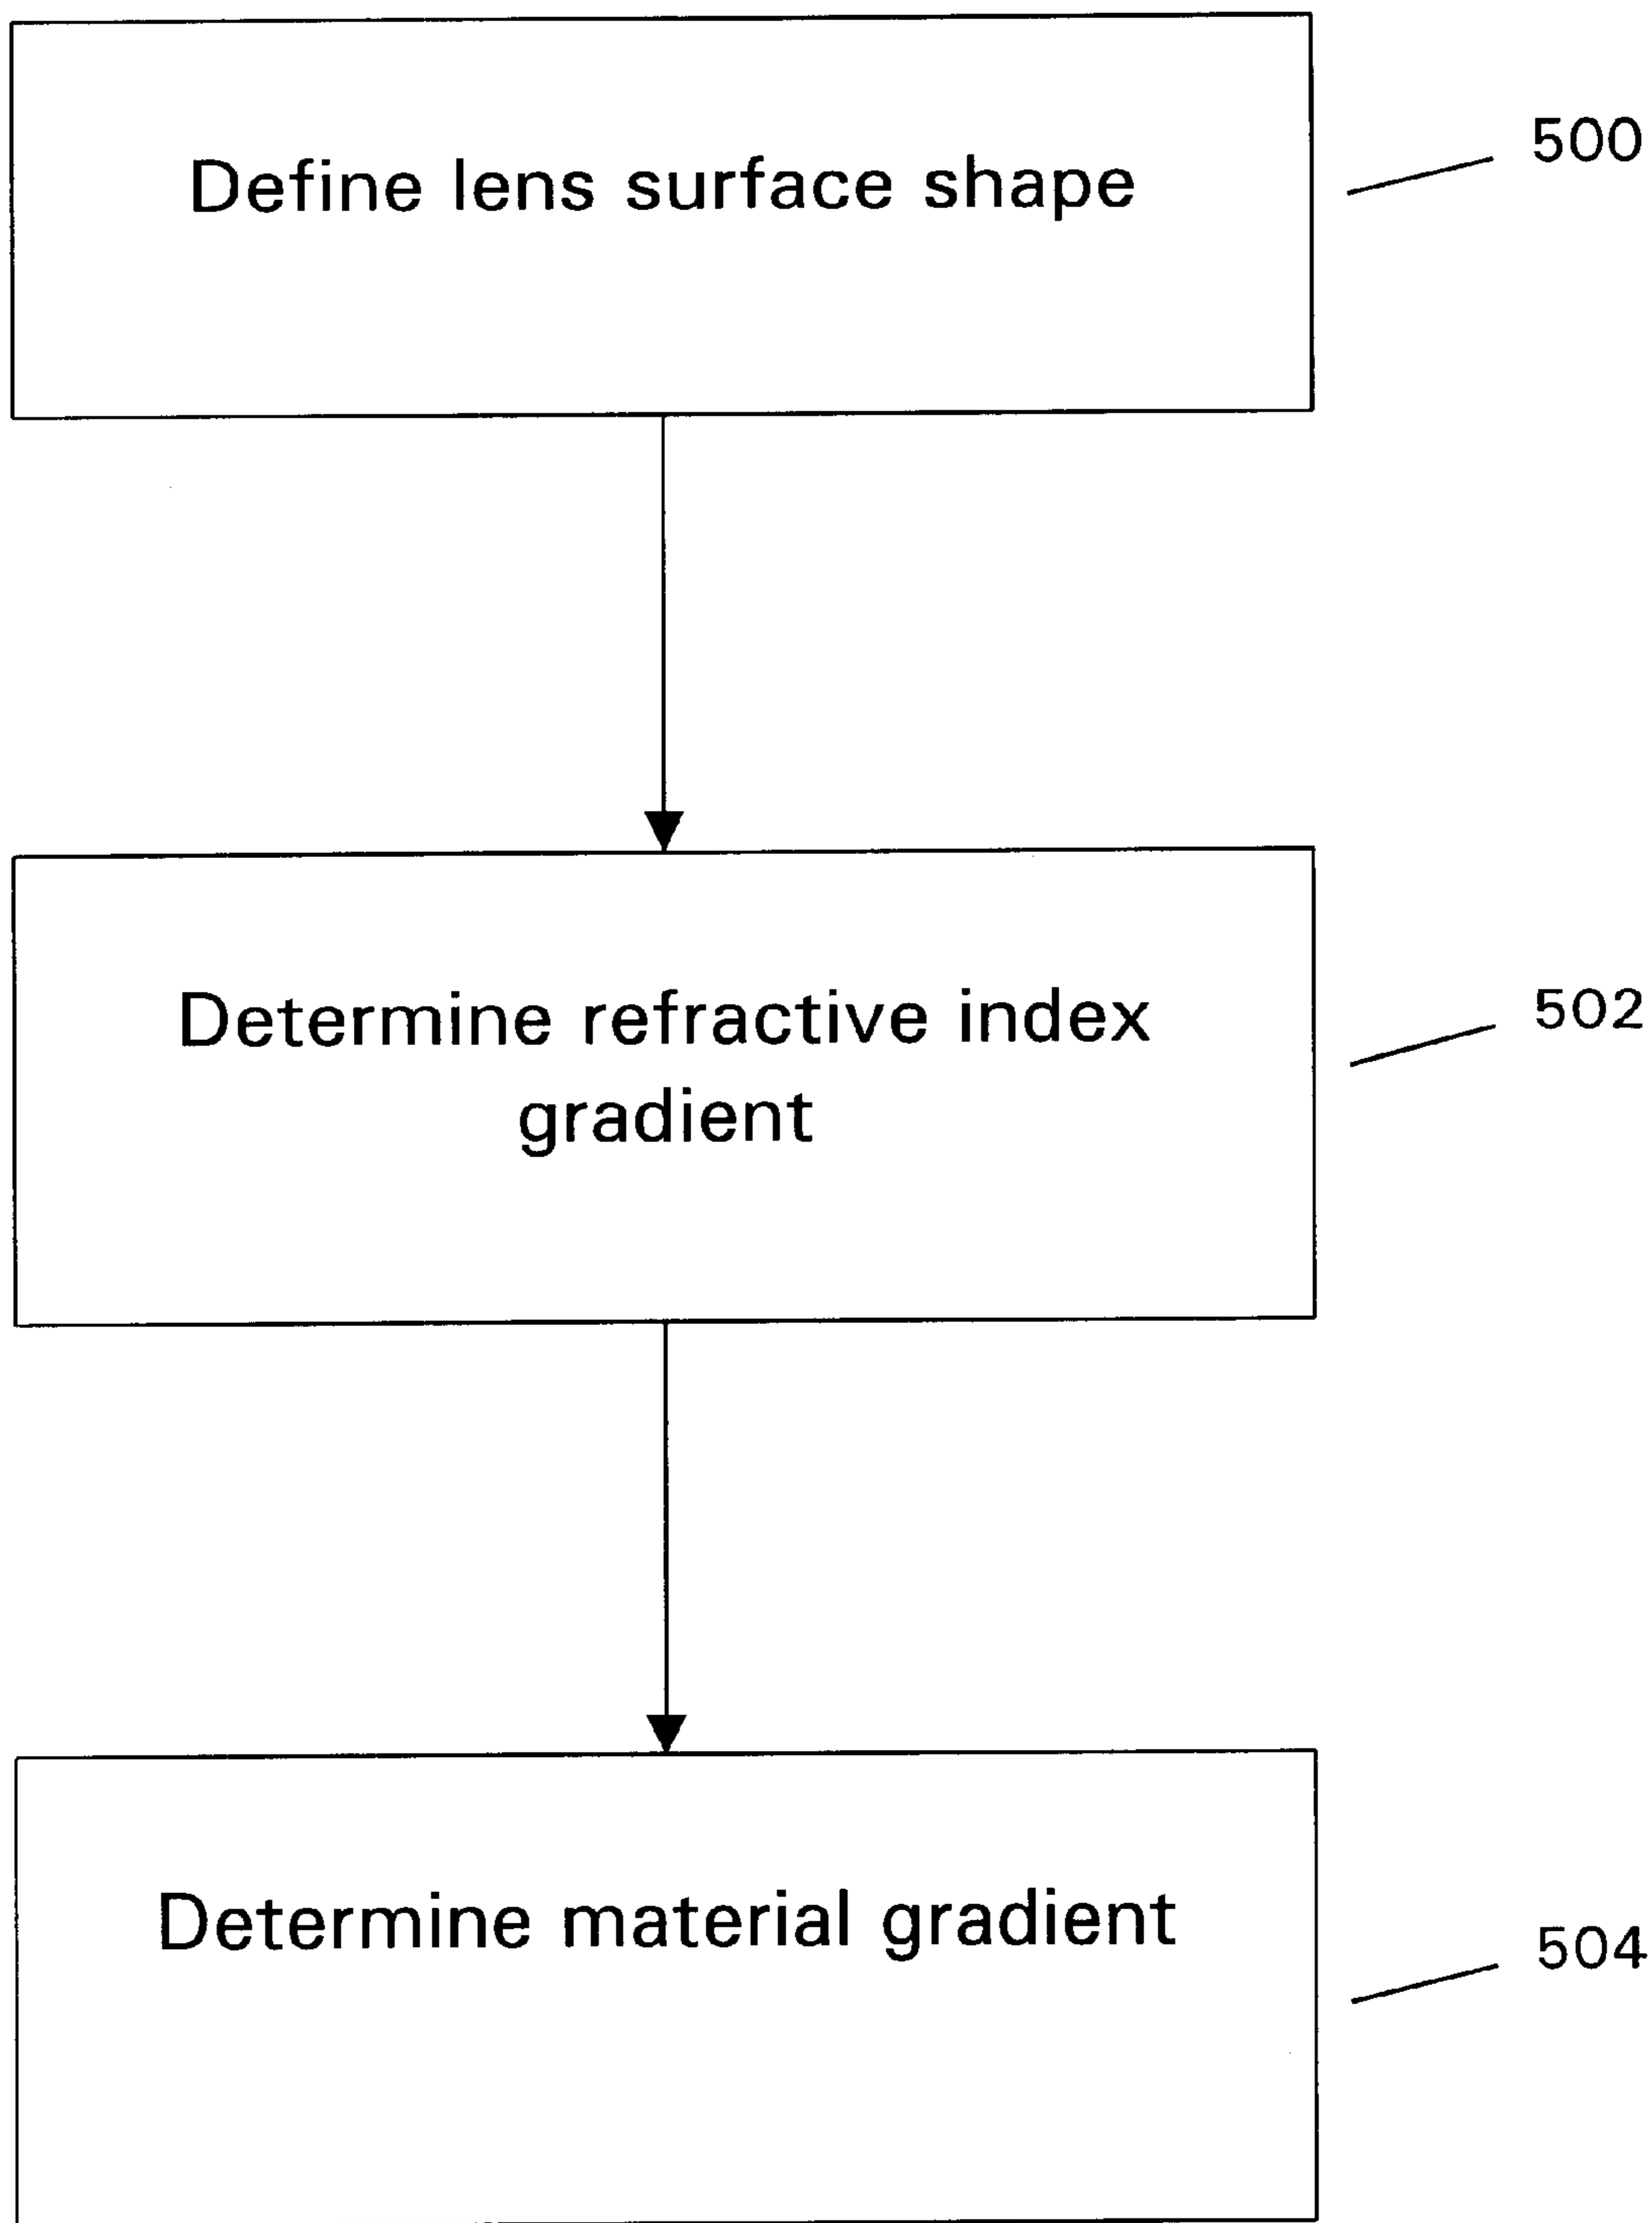 Define lens surface shape
500
Determine refractive index
gradient
502
Determine material gradient
504